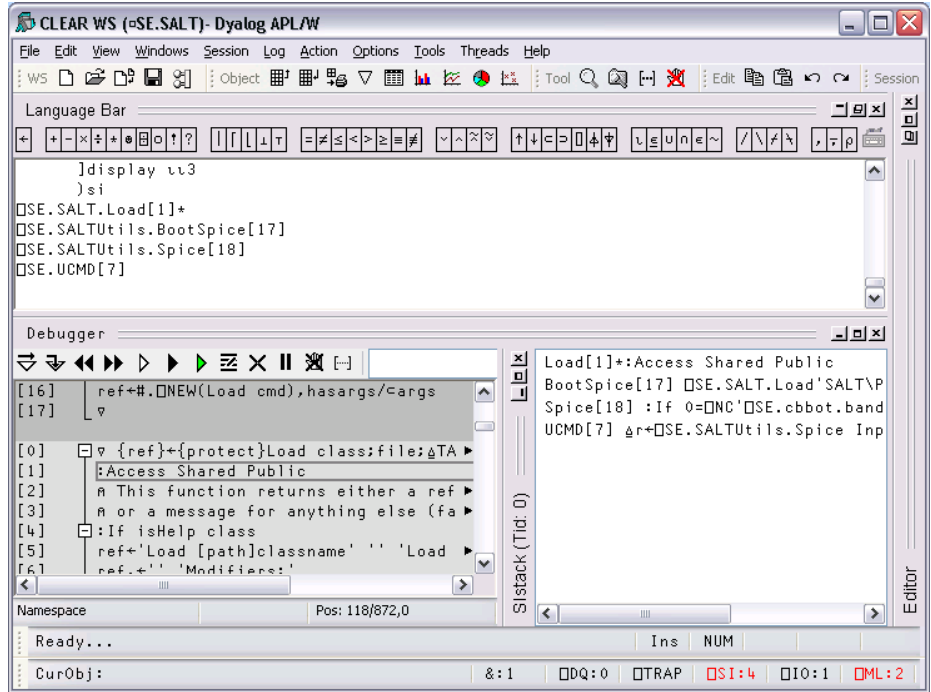 CLEAR WS (¤SE.SALT)- Dyalog APL/W
File Edit View Windows Session Log Action Options Tools Threads Help
WS Object Tool Edit Session
Language Bar
← + - × ÷ * ⍟ ⌹ ○ ! ? | ⌈ ⌊ ⊥ ⊤ = ≠ ≤ < > ≥ ≡ ≢ ∨ ∧ ⍲ ⍱ ↑ ↓ ⊂ ⊃ ⌷ ⍋ ⍒ ⍳ ∪ ∩ ∊ ~ / \ ⌿ ⍀ , ⍪ ⍴
]display ⍳⍳3
)si
⎕SE.SALT.Load[1]*
⎕SE.SALTUtils.BootSpice[17]
⎕SE.SALTUtils.Spice[18]
⎕SE.UCMD[7]
Debugger
[16] ref←#.⎕NEW(Load cmd),hasargs/⊂args
[17] ∇
[0] ∇ {ref}←{protect}Load class;file;∆TA
[1] :Access Shared Public
[2] ⍝ This function returns either a ref
[3] ⍝ or a message for anything else (fa
[4] :If isHelp class
[5] ref←'Load [path]classname' '' 'Load
[6] ref,←'' 'Modifiers:'
Namespace Pos: 118/872,0
SIstack (Tid: 0)
Load[1]*:Access Shared Public
BootSpice[17] ⎕SE.SALT.Load'SALT\P
Spice[18] :If 0=⎕NC'⎕SE.cbbot.band
UCMD[7] ∆r←⎕SE.SALTUtils.Spice Inp
Editor
Ready... Ins NUM
CurObj: &:1 ⎕DQ:0 ⎕TRAP ⎕SI:4 ⎕IO:1 ⎕ML:2